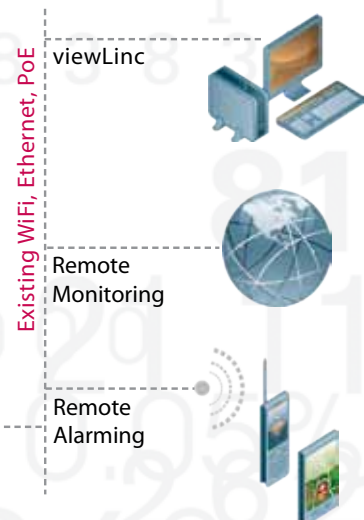 Existing WiFi, Ethernet, PoE
viewLinc
Remote
Monitoring
Remote
Alarming